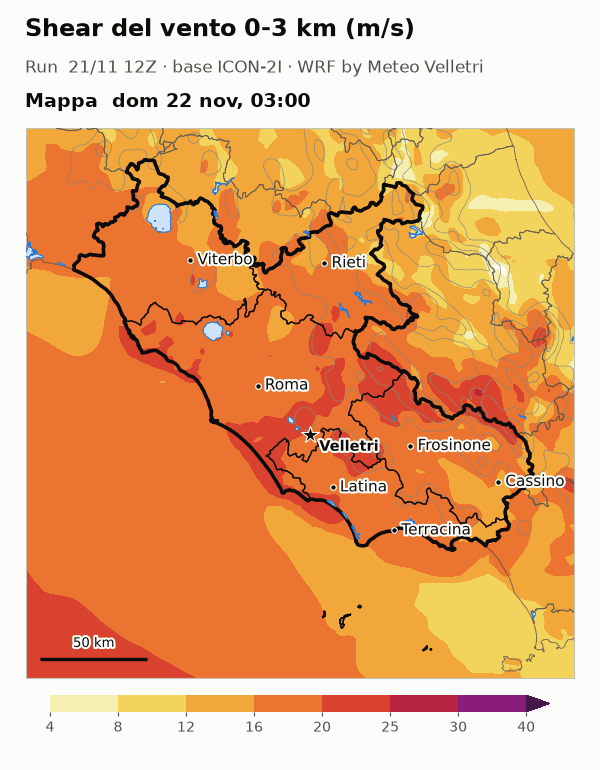 Shear del vento 0-3 km (m/s)
Run  21/11 12Z · base ICON-2I · WRF by Meteo Velletri
Mappa  dom 22 nov, 03:00
Viterbo
Rieti
Roma
Velletri
Frosinone
Latina
Cassino
Terracina
50 km
4 8 12 16 20 25 30 40